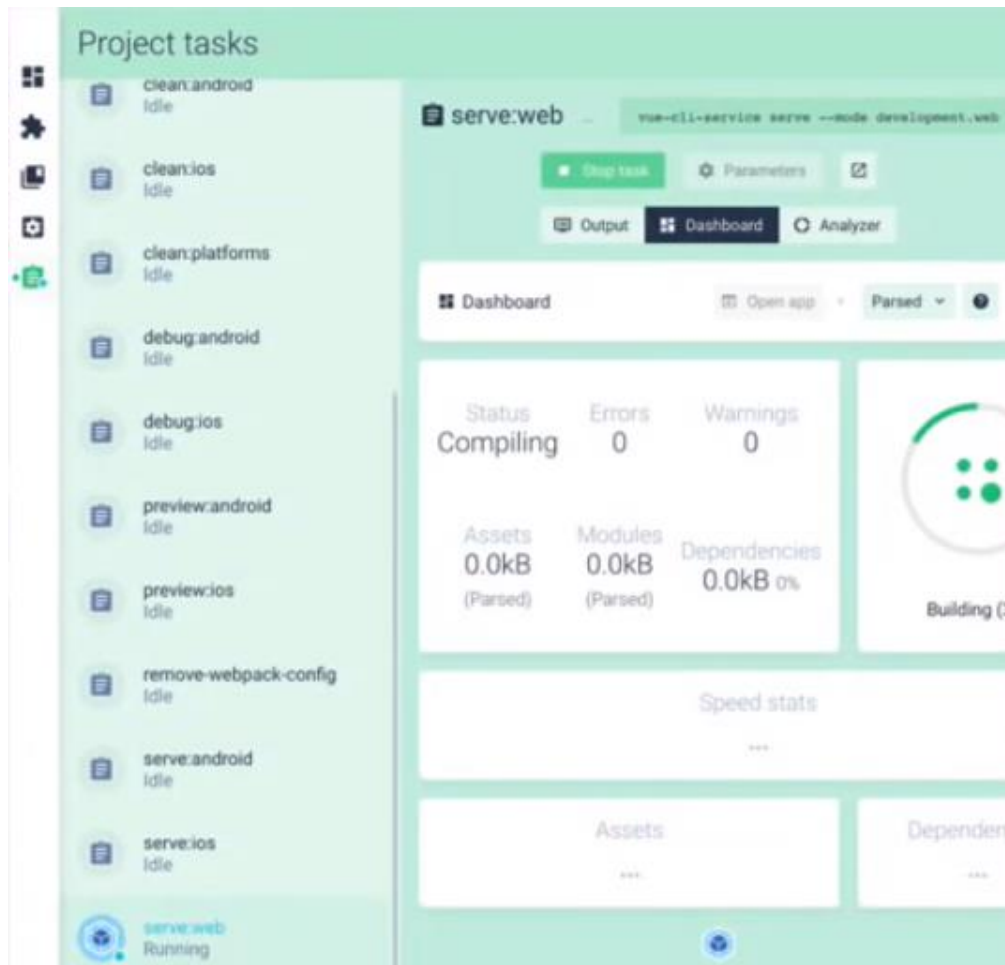 Project tasks
clean:android
Idle
clean:ios
Idle
clean:platforms
Idle
debug:android
Idle
debug:ios
Idle
preview:android
Idle
preview:ios
Idle
remove-webpack-config
Idle
serve:android
Idle
serve:ios
Idle
serve:web
Running
serve:web
vue-cli-service serve --mode development.web
Stop task
Parameters
Output
Dashboard
Analyzer
Dashboard
Open app
Parsed
Status
Compiling
Errors
0
Warnings
0
Assets
0.0kB
(Parsed)
Modules
0.0kB
(Parsed)
Dependencies
0.0kB 0%
Building (
Speed stats
...
Assets
...
Dependen
...